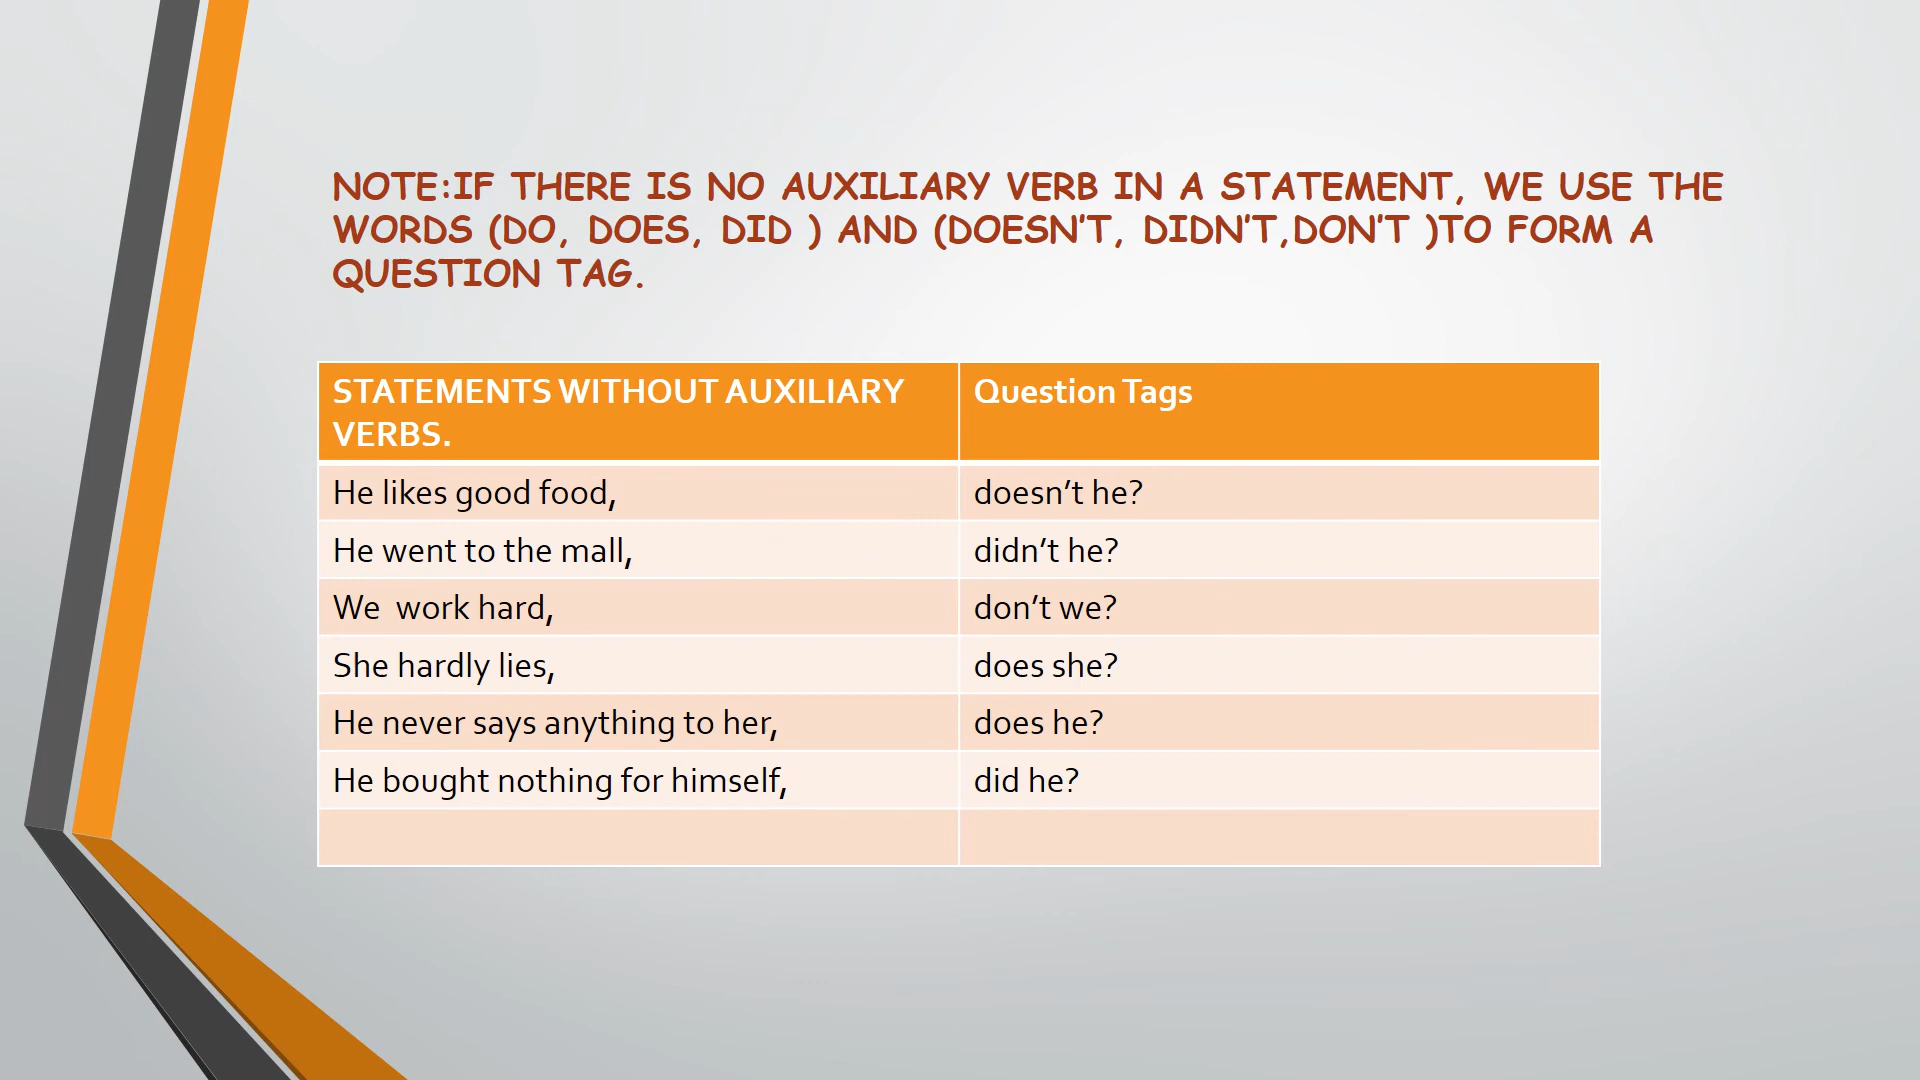 NOTE:IF THERE IS NO AUXILIARY VERB IN A STATEMENT, WE USE THE
WORDS (DO, DOES, DID ) AND (DOESN'T, DIDN'T,DON'T )TO FORM A
QUESTION TAG.
STATEMENTS WITHOUT AUXILIARY VERBS.
Question Tags
He likes good food,
doesn’t he?
He went to the mall,
didn’t he?
We  work hard,
don’t we?
She hardly lies,
does she?
He never says anything to her,
does he?
He bought nothing for himself,
did he?